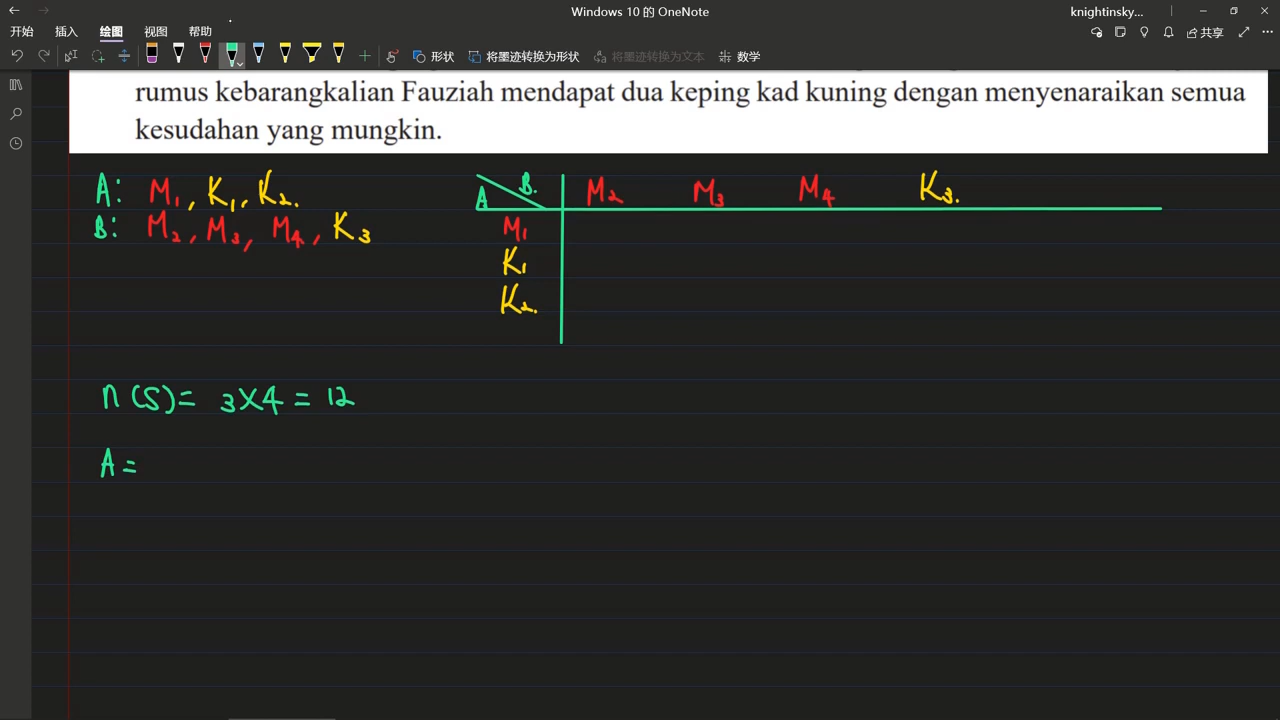 Windows 10 的 OneNote
knightinsky...
开始 插入 绘图 视图 帮助
共享
形状 将墨迹转换为形状 将墨迹转换为文本 数学
rumus kebarangkalian Fauziah mendapat dua keping kad kuning dengan menyenaraikan semua
kesudahan yang mungkin.
A: M1, K1, K2.
B: M2, M3, M4, K3
A B. M2 M3 M4 K3.
M1
K1
K2.
n(S) = 3×4 = 12
A =